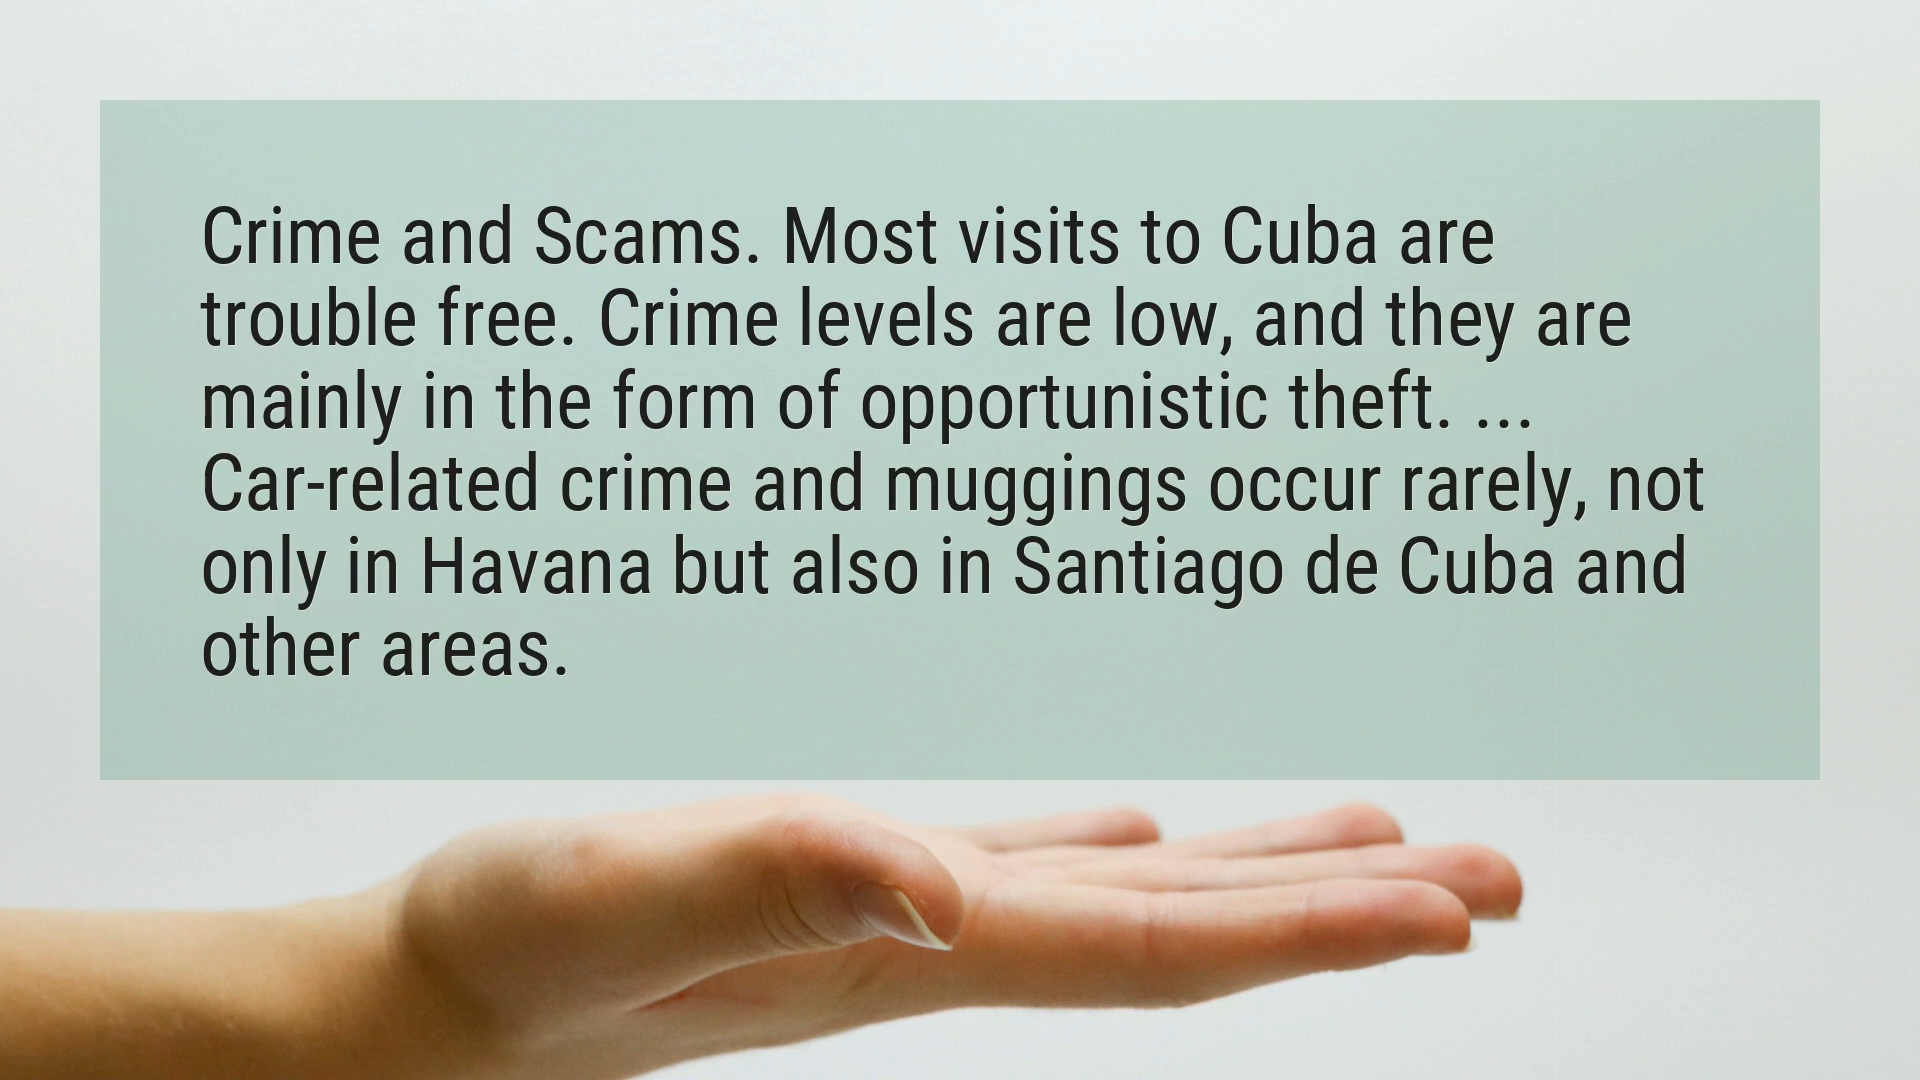 Crime and Scams. Most visits to Cuba are
trouble free. Crime levels are low, and they are
mainly in the form of opportunistic theft. ...
Car-related crime and muggings occur rarely, not
only in Havana but also in Santiago de Cuba and
other areas.